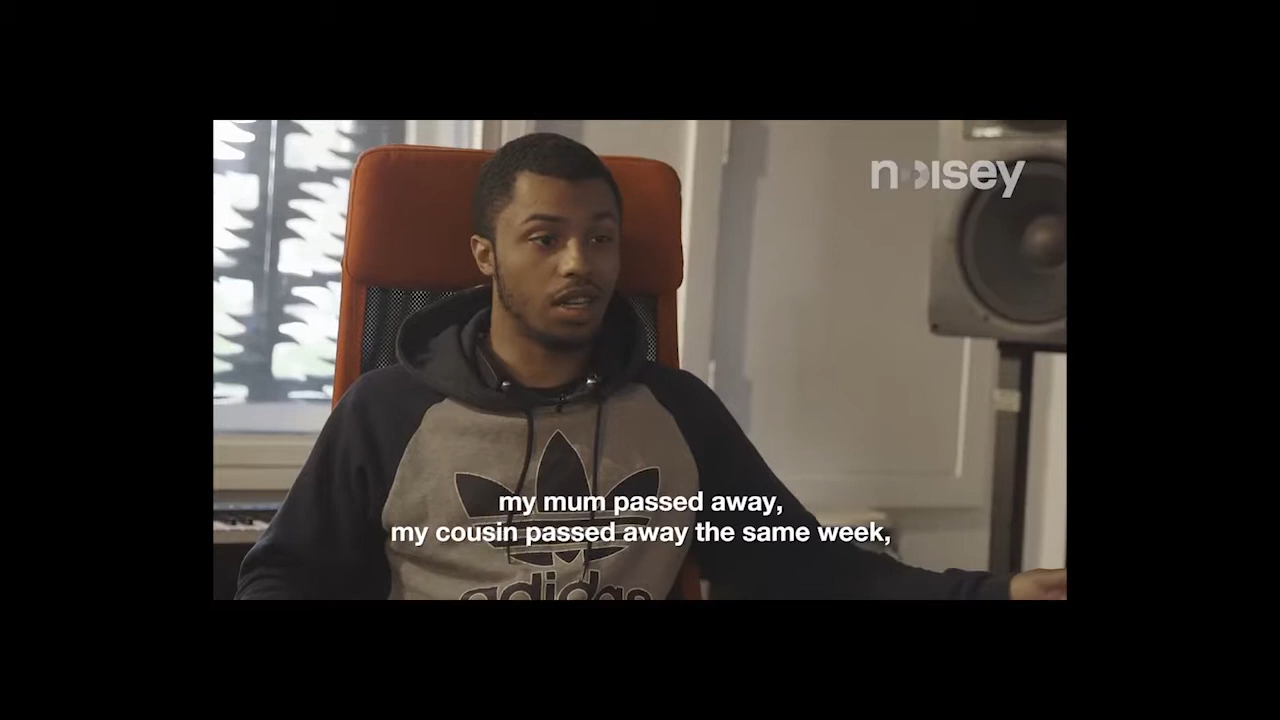 noisey
my mum passed away,
my cousin passed away the same week,
adidas